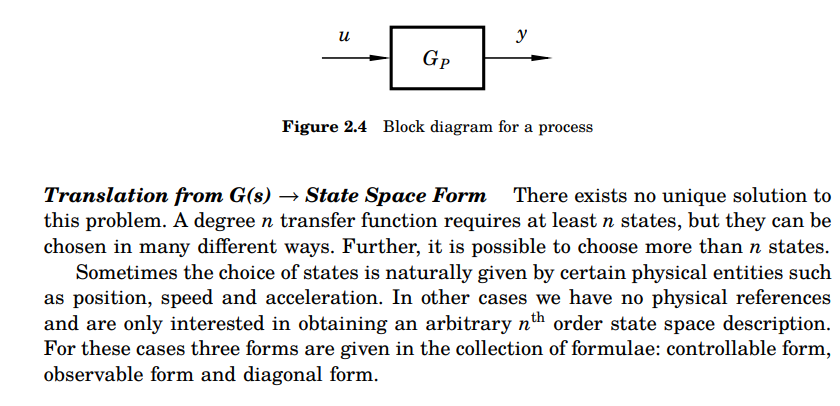 u
y
G_P
Figure 2.4 Block diagram for a process
Translation from G(s) → State Space Form There exists no unique solution to
this problem. A degree n transfer function requires at least n states, but they can be
chosen in many different ways. Further, it is possible to choose more than n states.
Sometimes the choice of states is naturally given by certain physical entities such
as position, speed and acceleration. In other cases we have no physical references
and are only interested in obtaining an arbitrary nth order state space description.
For these cases three forms are given in the collection of formulae: controllable form,
observable form and diagonal form.